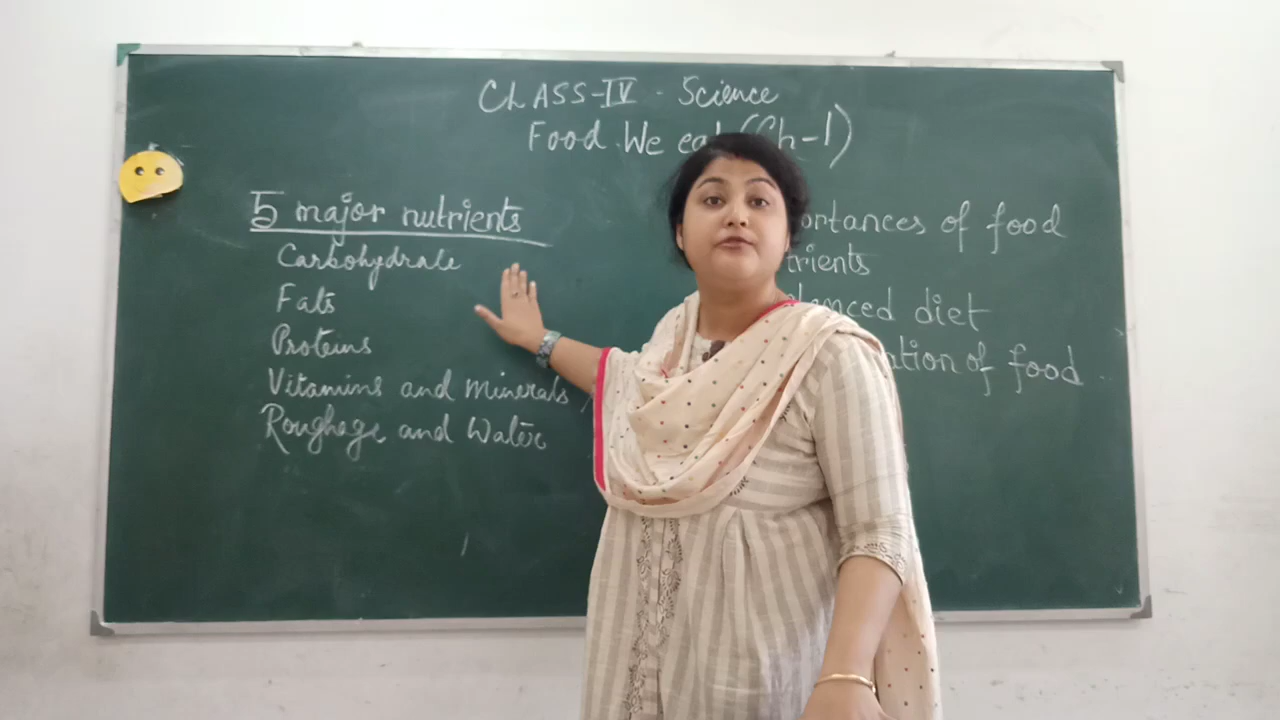 CLASS-IV - Science
Food We eat (Ch-1)
5 major nutrients
Carbohydrate
Fats
Proteins
Vitamins and Minerals
Roughage and Water
ortances of food
trients
lanced diet
ation of food